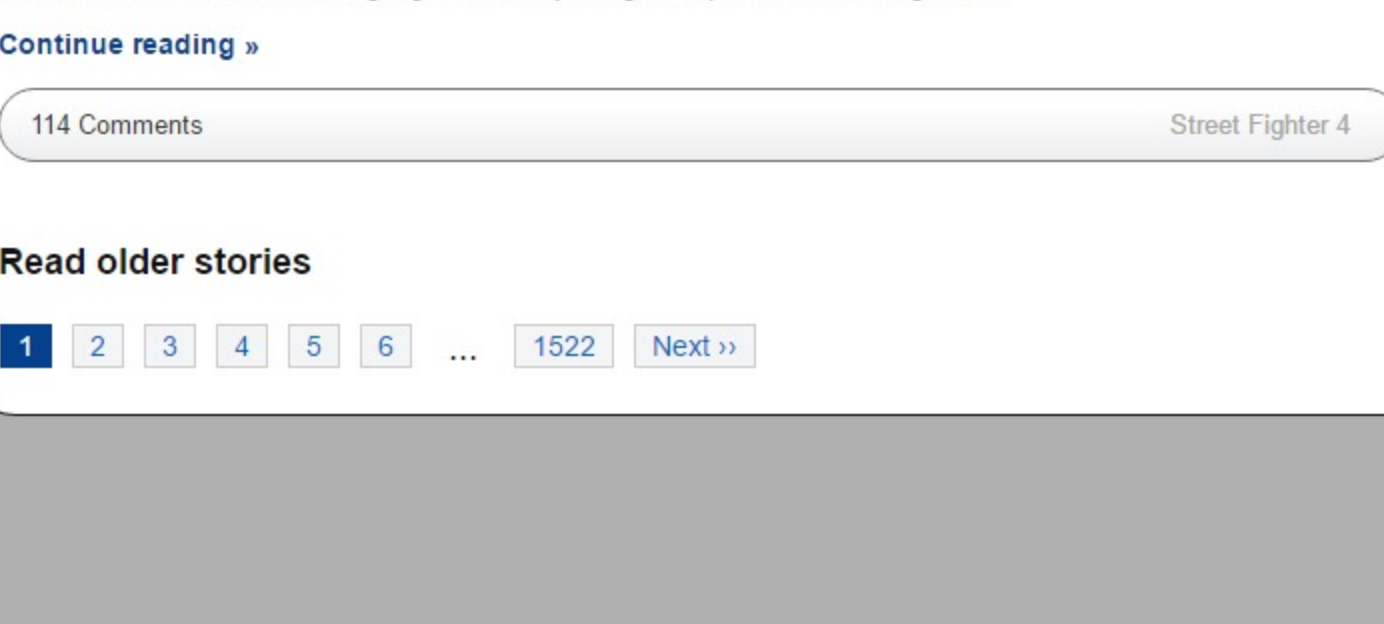 Continue reading »
114 Comments Street Fighter 4
Read older stories
1 2 3 4 5 6 ... 1522 Next ››